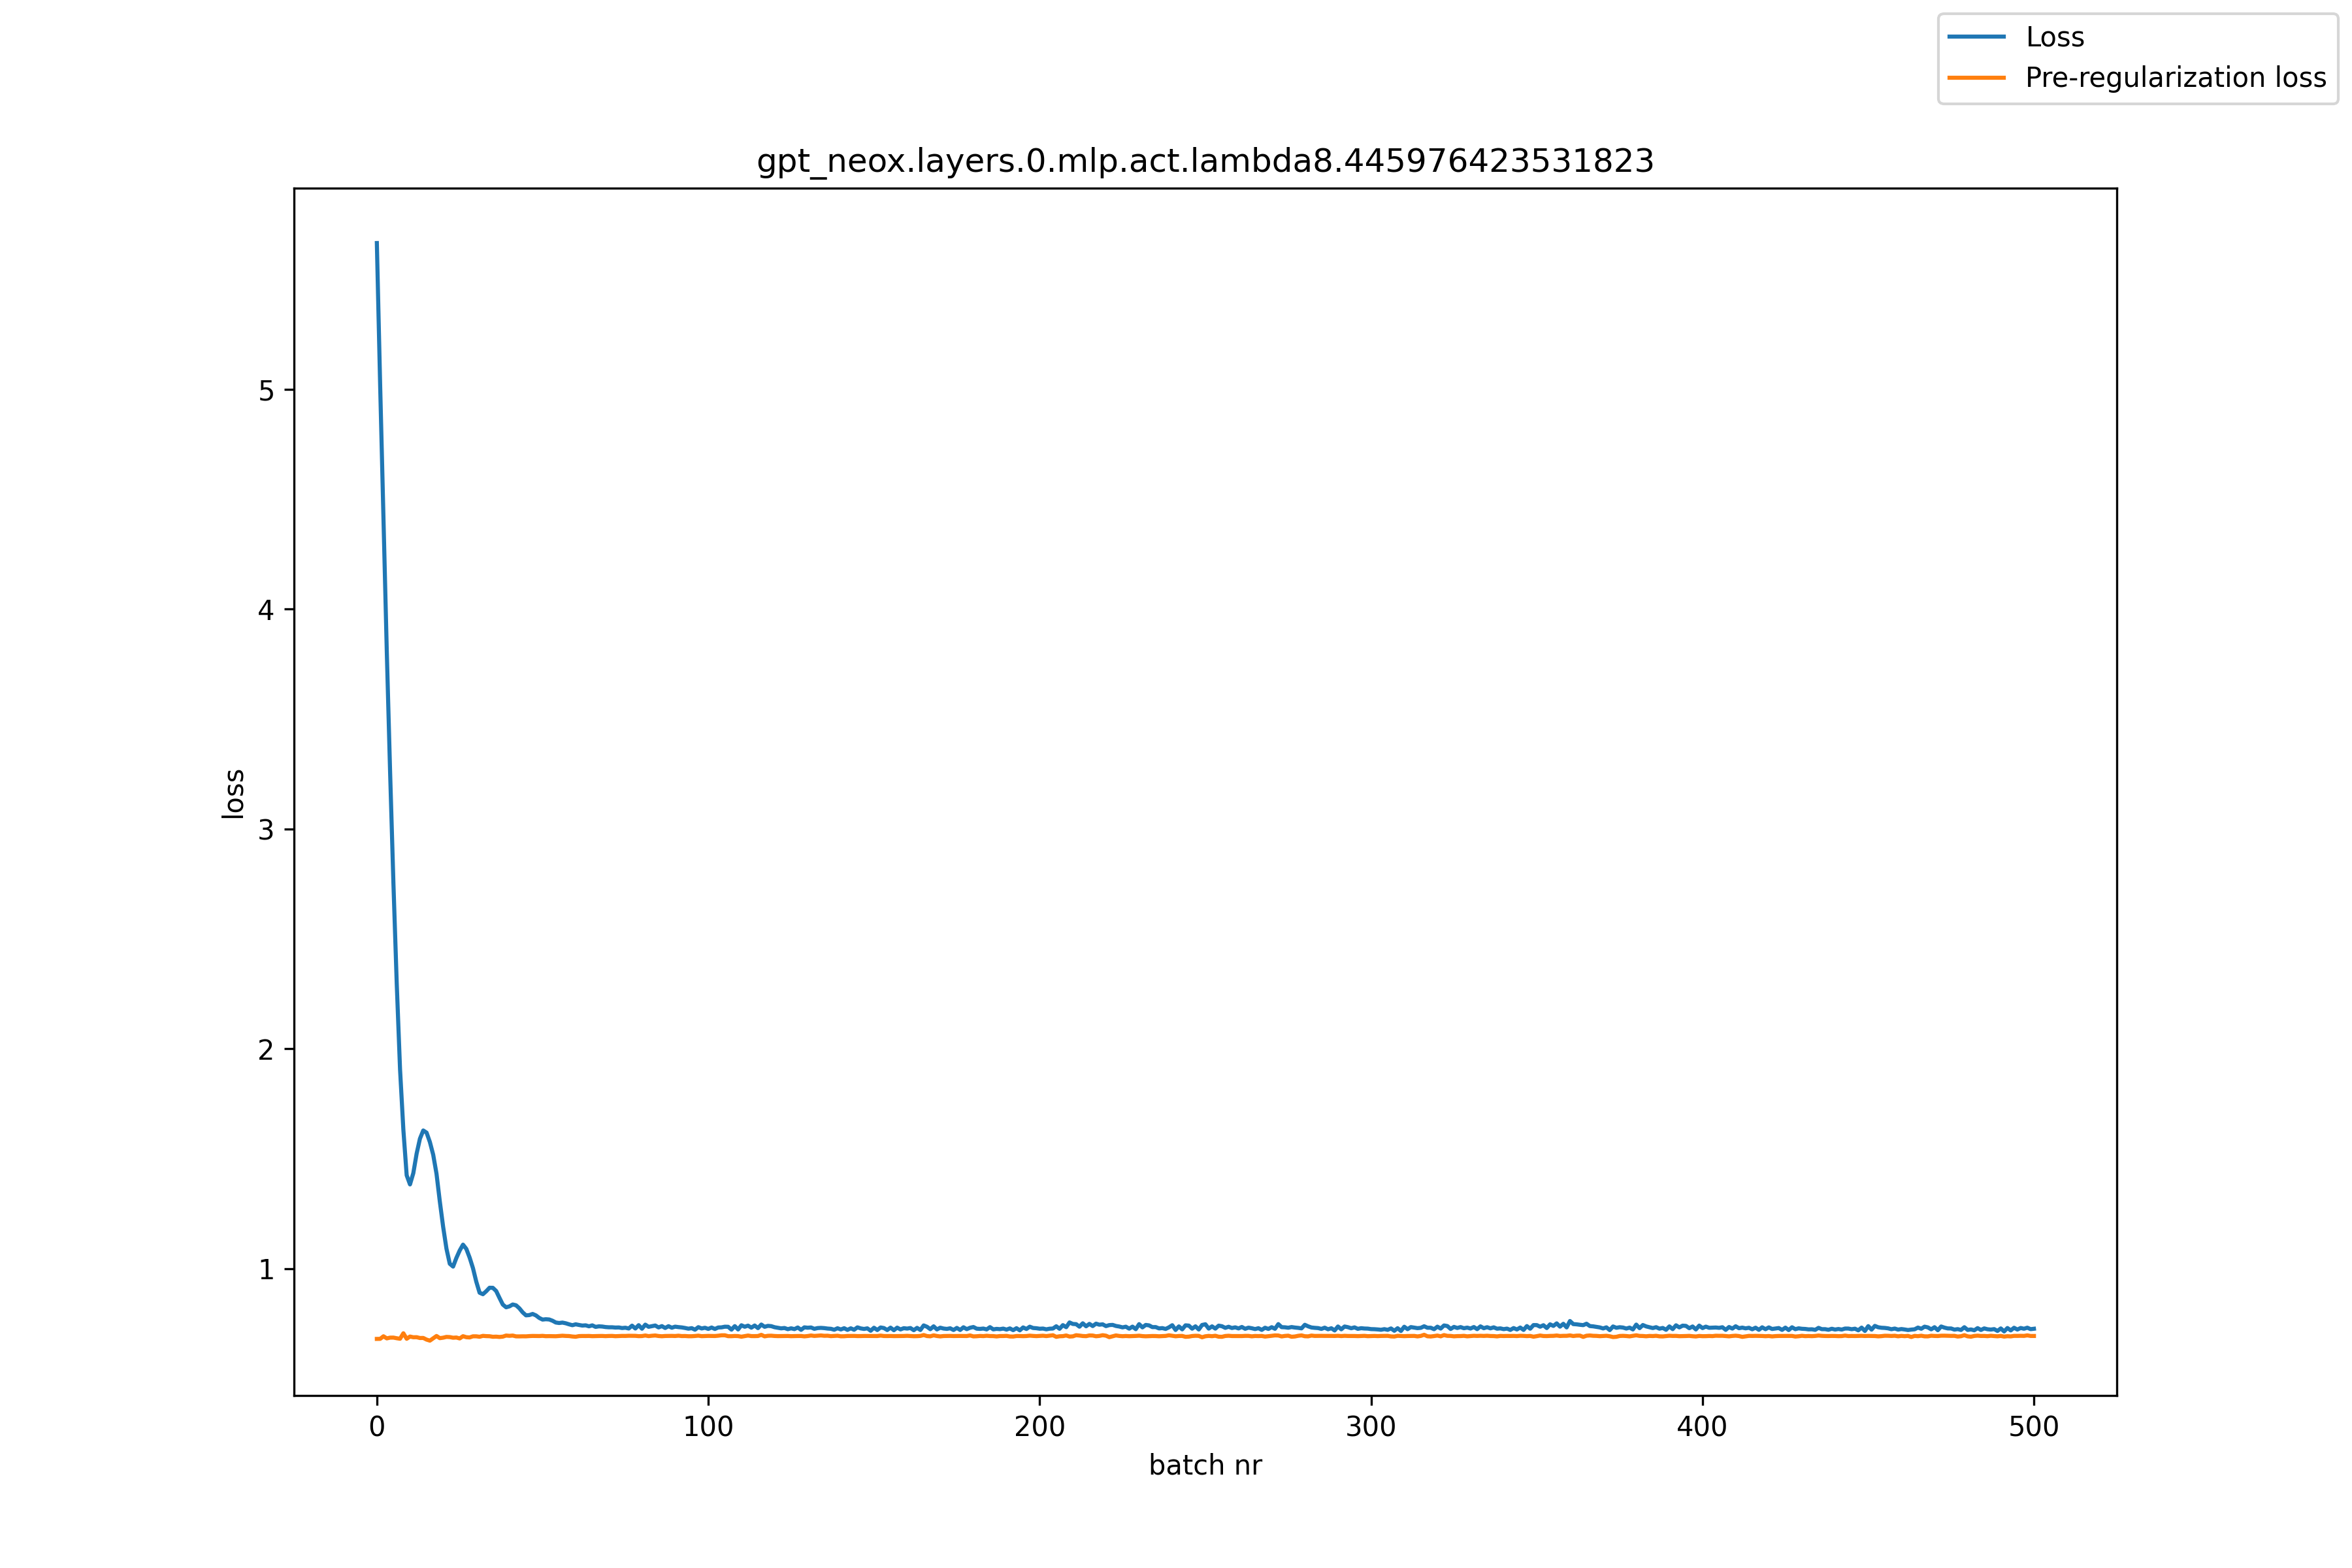 Loss
Pre-regularization loss
gpt_neox.layers.0.mlp.act.lambda8.445976423531823
5
4
3
2
1
loss
0 100 200 300 400 500
batch nr